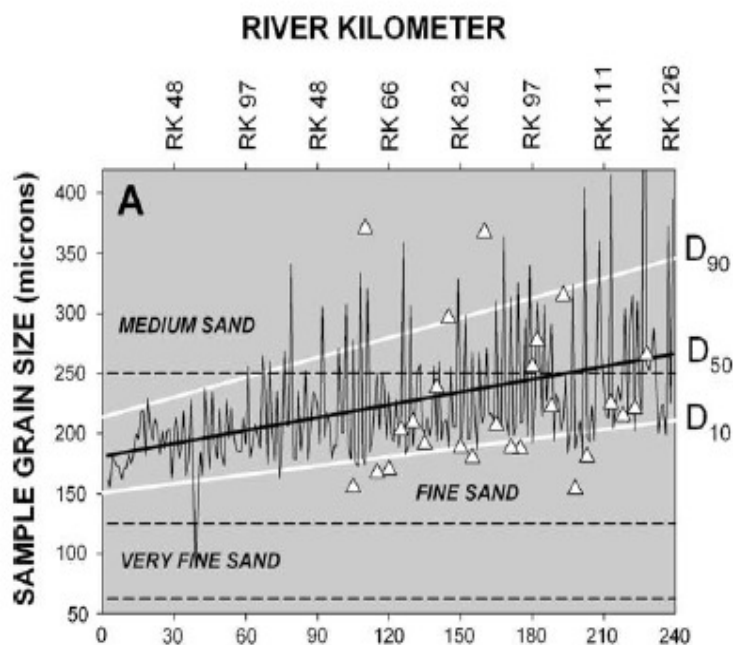 RIVER KILOMETER
RK 48 RK 97 RK 48 RK 66 RK 82 RK 97 RK 111 RK 126
SAMPLE GRAIN SIZE (microns)
400
350
300
250
200
150
100
50
A
MEDIUM SAND
FINE SAND
VERY FINE SAND
D90
D50
D10
0 30 60 90 120 150 180 210 240